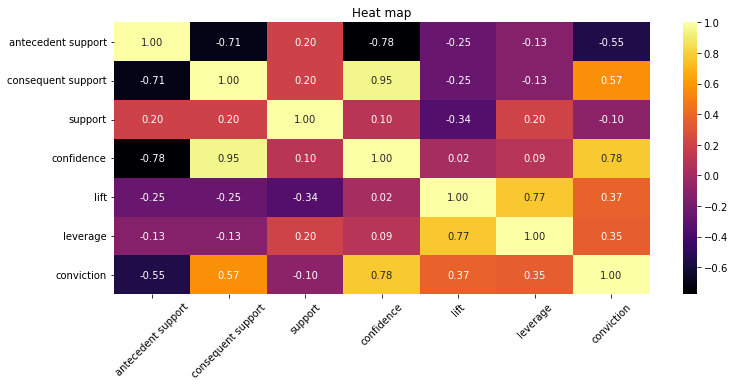 Heat map
antecedent support 1.00 -0.71 0.20 -0.78 -0.25 -0.13 -0.55
consequent support -0.71 1.00 0.20 0.95 -0.25 -0.13 0.57
support 0.20 0.20 1.00 0.10 -0.34 0.20 -0.10
confidence -0.78 0.95 0.10 1.00 0.02 0.09 0.78
lift -0.25 -0.25 -0.34 0.02 1.00 0.77 0.37
leverage -0.13 -0.13 0.20 0.09 0.77 1.00 0.35
conviction -0.55 0.57 -0.10 0.78 0.37 0.35 1.00
antecedent support consequent support support confidence lift leverage conviction
1.0
0.8
0.6
0.4
0.2
0.0
−0.2
−0.4
−0.6